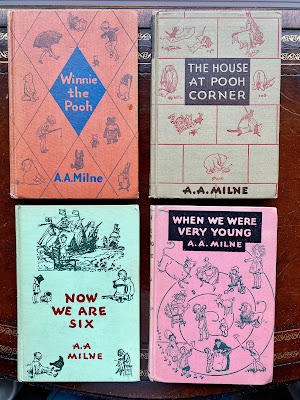 Winnie
the
Pooh
A.A.Milne
THE HOUSE
AT POOH
CORNER
A.A. MILNE
NOW
WE ARE
SIX
A.A
MILNE
WHEN WE WERE
VERY YOUNG
A.A. MILNE